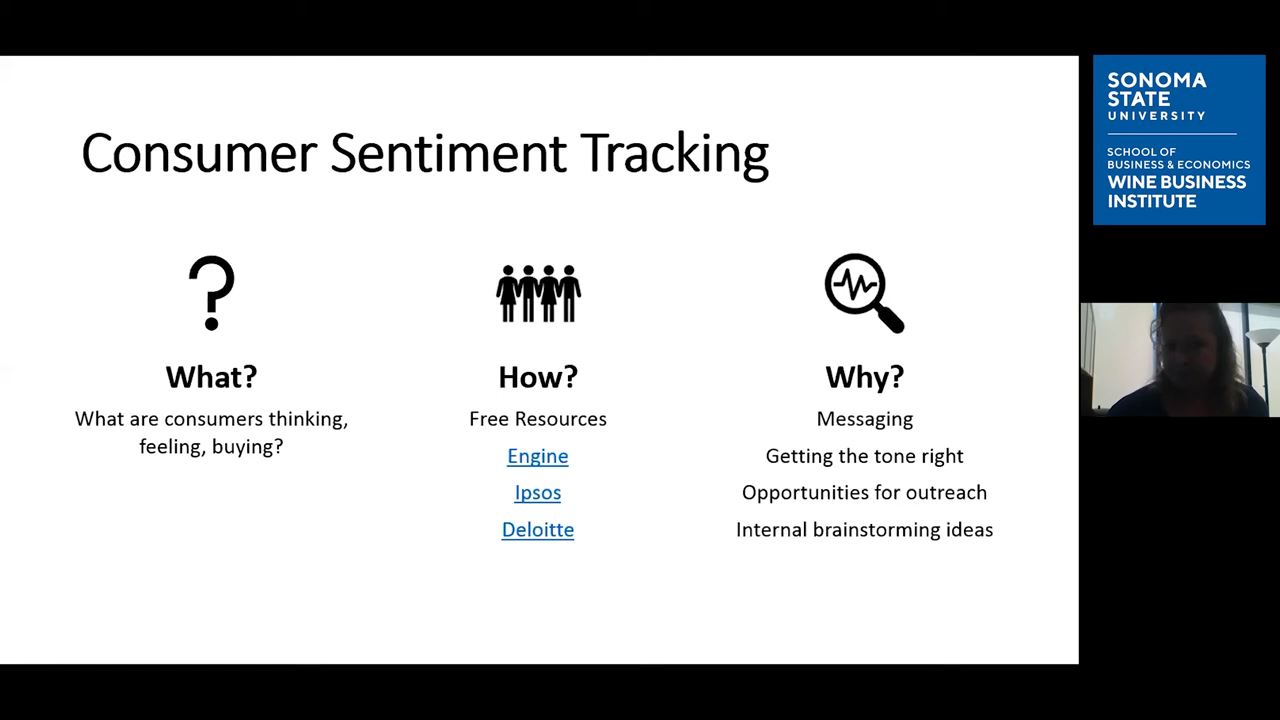 Consumer Sentiment Tracking
What?
What are consumers thinking,
feeling, buying?
How?
Free Resources
Engine
Ipsos
Deloitte
Why?
Messaging
Getting the tone right
Opportunities for outreach
Internal brainstorming ideas
SONOMA
STATE
UNIVERSITY
SCHOOL OF
BUSINESS & ECONOMICS
WINE BUSINESS
INSTITUTE